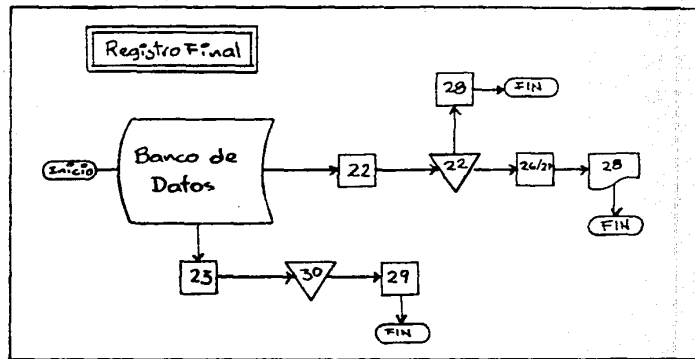 Registro Final
28
FIN
Inicio
Banco de
Datos
22
22
28
FIN
23
30
29
FIN